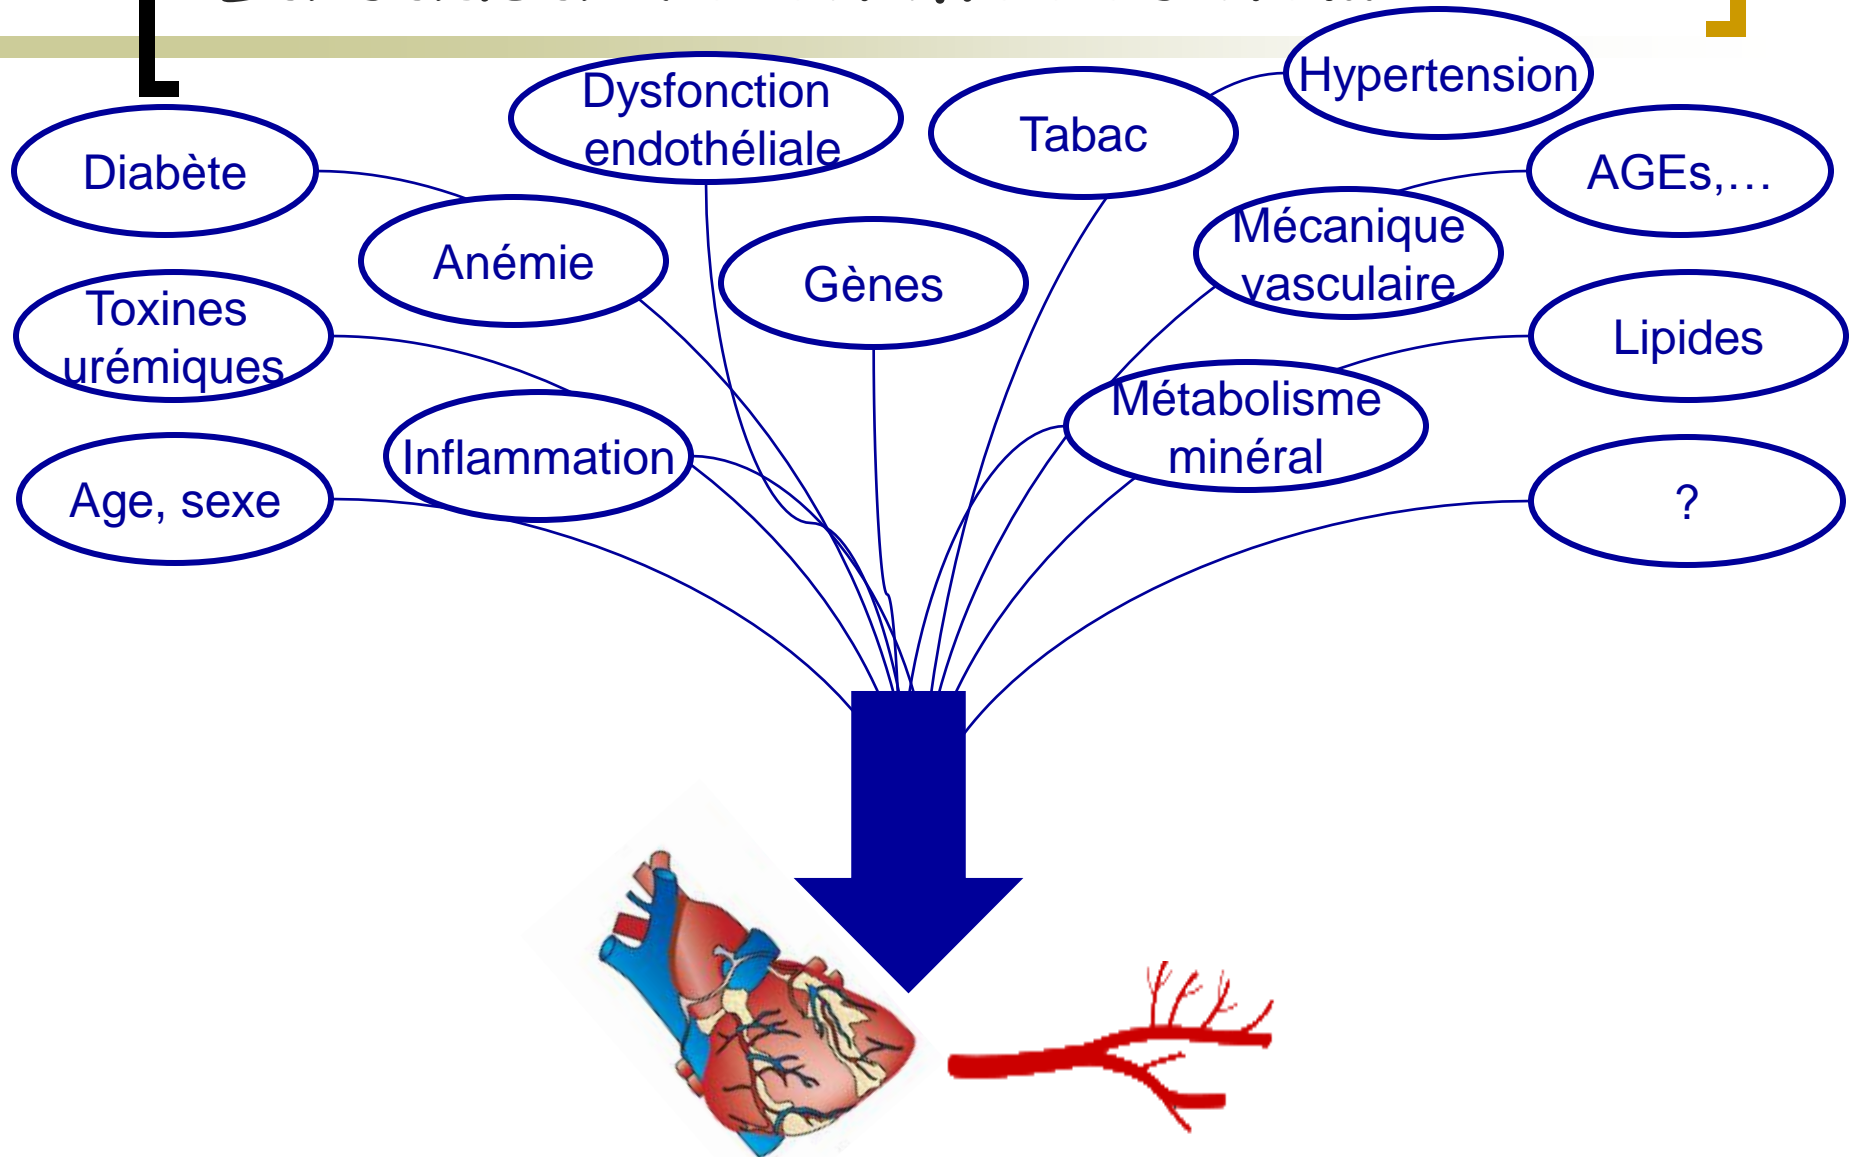 Hypertension
Dysfonction
endothéliale
Tabac
Diabète
AGEs,…
Anémie
Gènes
Mécanique
vasculaire
Toxines
urémiques
Lipides
Inflammation
Métabolisme
minéral
Age, sexe
?